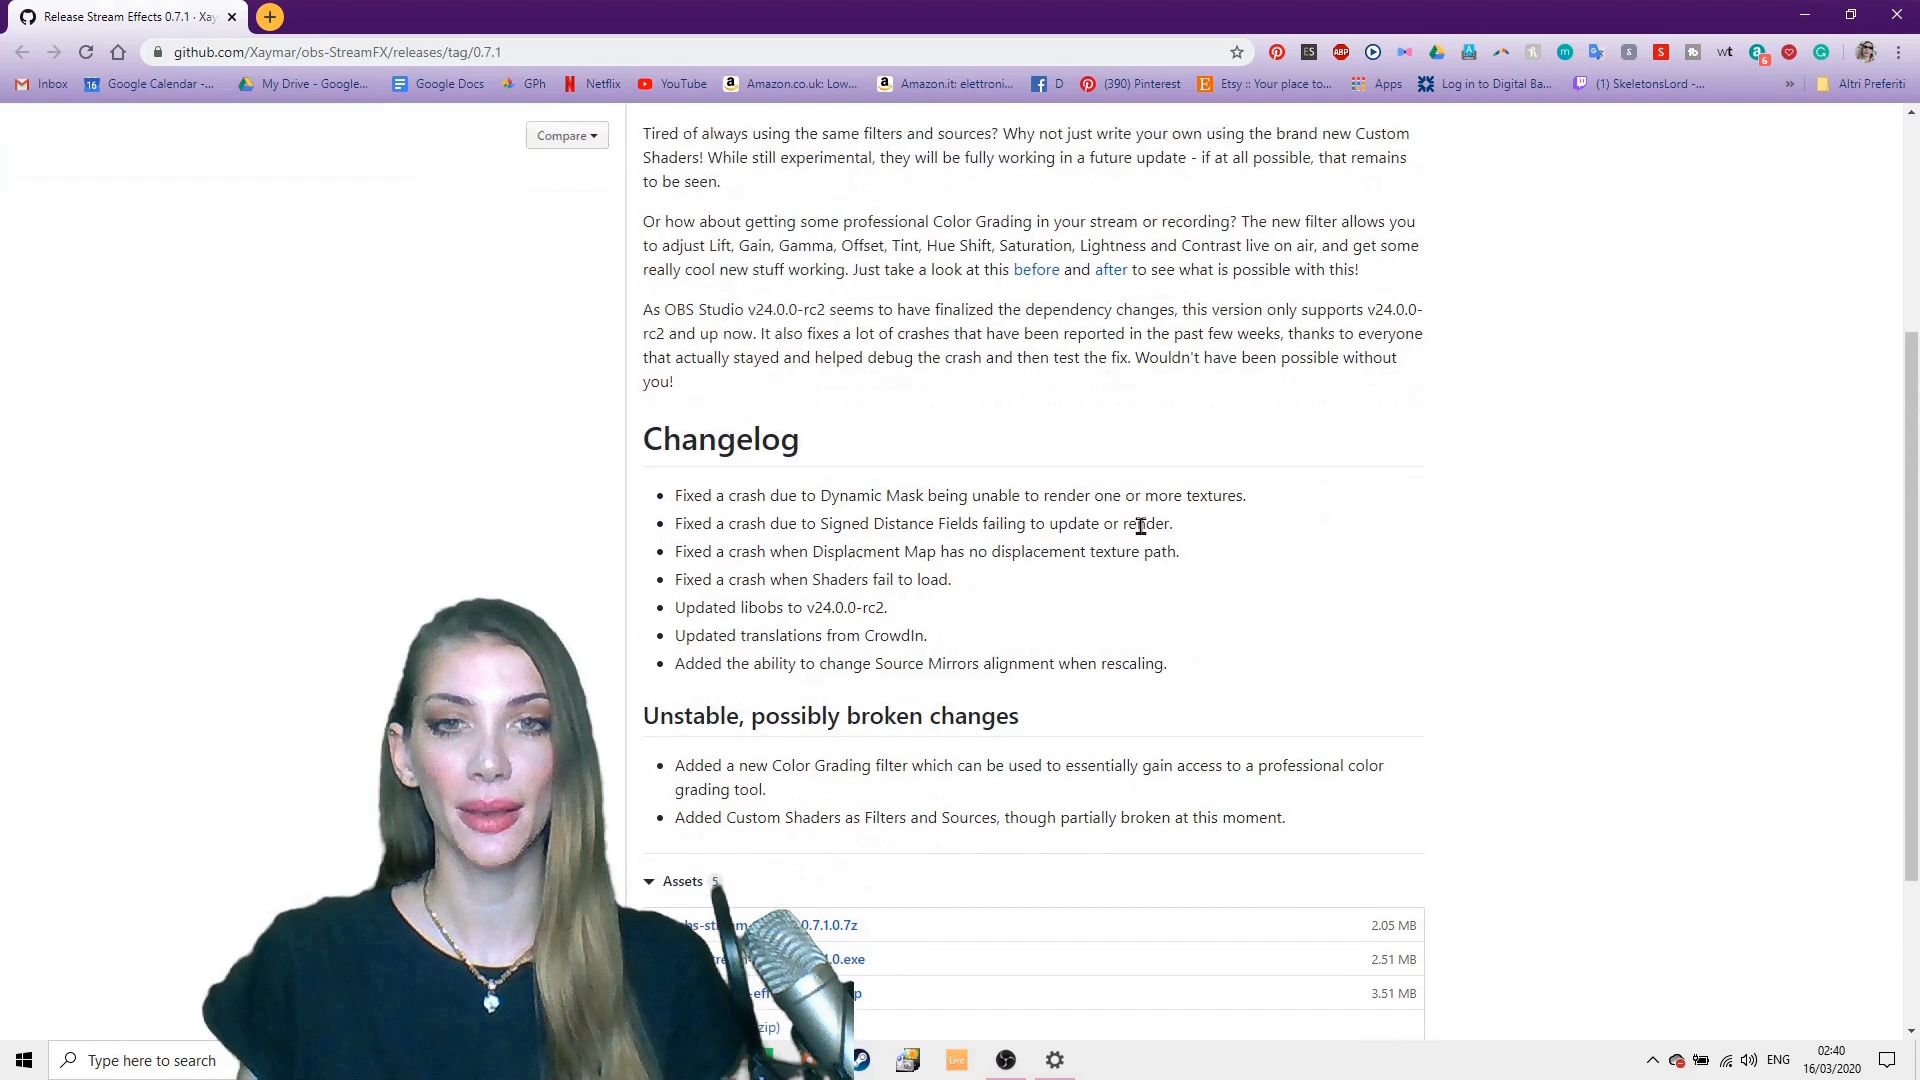 Release Stream Effects 0.7.1 · Xay
github.com/Xaymar/obs-StreamFX/releases/tag/0.7.1
ES
ABP
wt
6
Inbox
16
Google Calendar -...
My Drive - Google...
Google Docs
GPh
Netflix
YouTube
Amazon.co.uk: Low...
Amazon.it: elettroni...
D
(390) Pinterest
Etsy :: Your place to...
Apps
Log in to Digital Ba...
(1) SkeletonsLord -...
»
Altri Preferiti
Compare
Tired of always using the same filters and sources? Why not just write your own using the brand new Custom
Shaders! While still experimental, they will be fully working in a future update - if at all possible, that remains
to be seen.
Or how about getting some professional Color Grading in your stream or recording? The new filter allows you
to adjust Lift, Gain, Gamma, Offset, Tint, Hue Shift, Saturation, Lightness and Contrast live on air, and get some
really cool new stuff working. Just take a look at this before and after to see what is possible with this!
As OBS Studio v24.0.0-rc2 seems to have finalized the dependency changes, this version only supports v24.0.0-
rc2 and up now. It also fixes a lot of crashes that have been reported in the past few weeks, thanks to everyone
that actually stayed and helped debug the crash and then test the fix. Wouldn't have been possible without
you!
Changelog
• Fixed a crash due to Dynamic Mask being unable to render one or more textures.
• Fixed a crash due to Signed Distance Fields failing to update or render.
• Fixed a crash when Displacment Map has no displacement texture path.
• Fixed a crash when Shaders fail to load.
• Updated libobs to v24.0.0-rc2.
• Updated translations from CrowdIn.
• Added the ability to change Source Mirrors alignment when rescaling.
Unstable, possibly broken changes
• Added a new Color Grading filter which can be used to essentially gain access to a professional color
grading tool.
• Added Custom Shaders as Filters and Sources, though partially broken at this moment.
Assets 5
0.7.1.0.7z
2.05 MB
1.0.exe
2.51 MB
3.51 MB
zip)
Type here to search
Live
ENG
02:40
16/03/2020